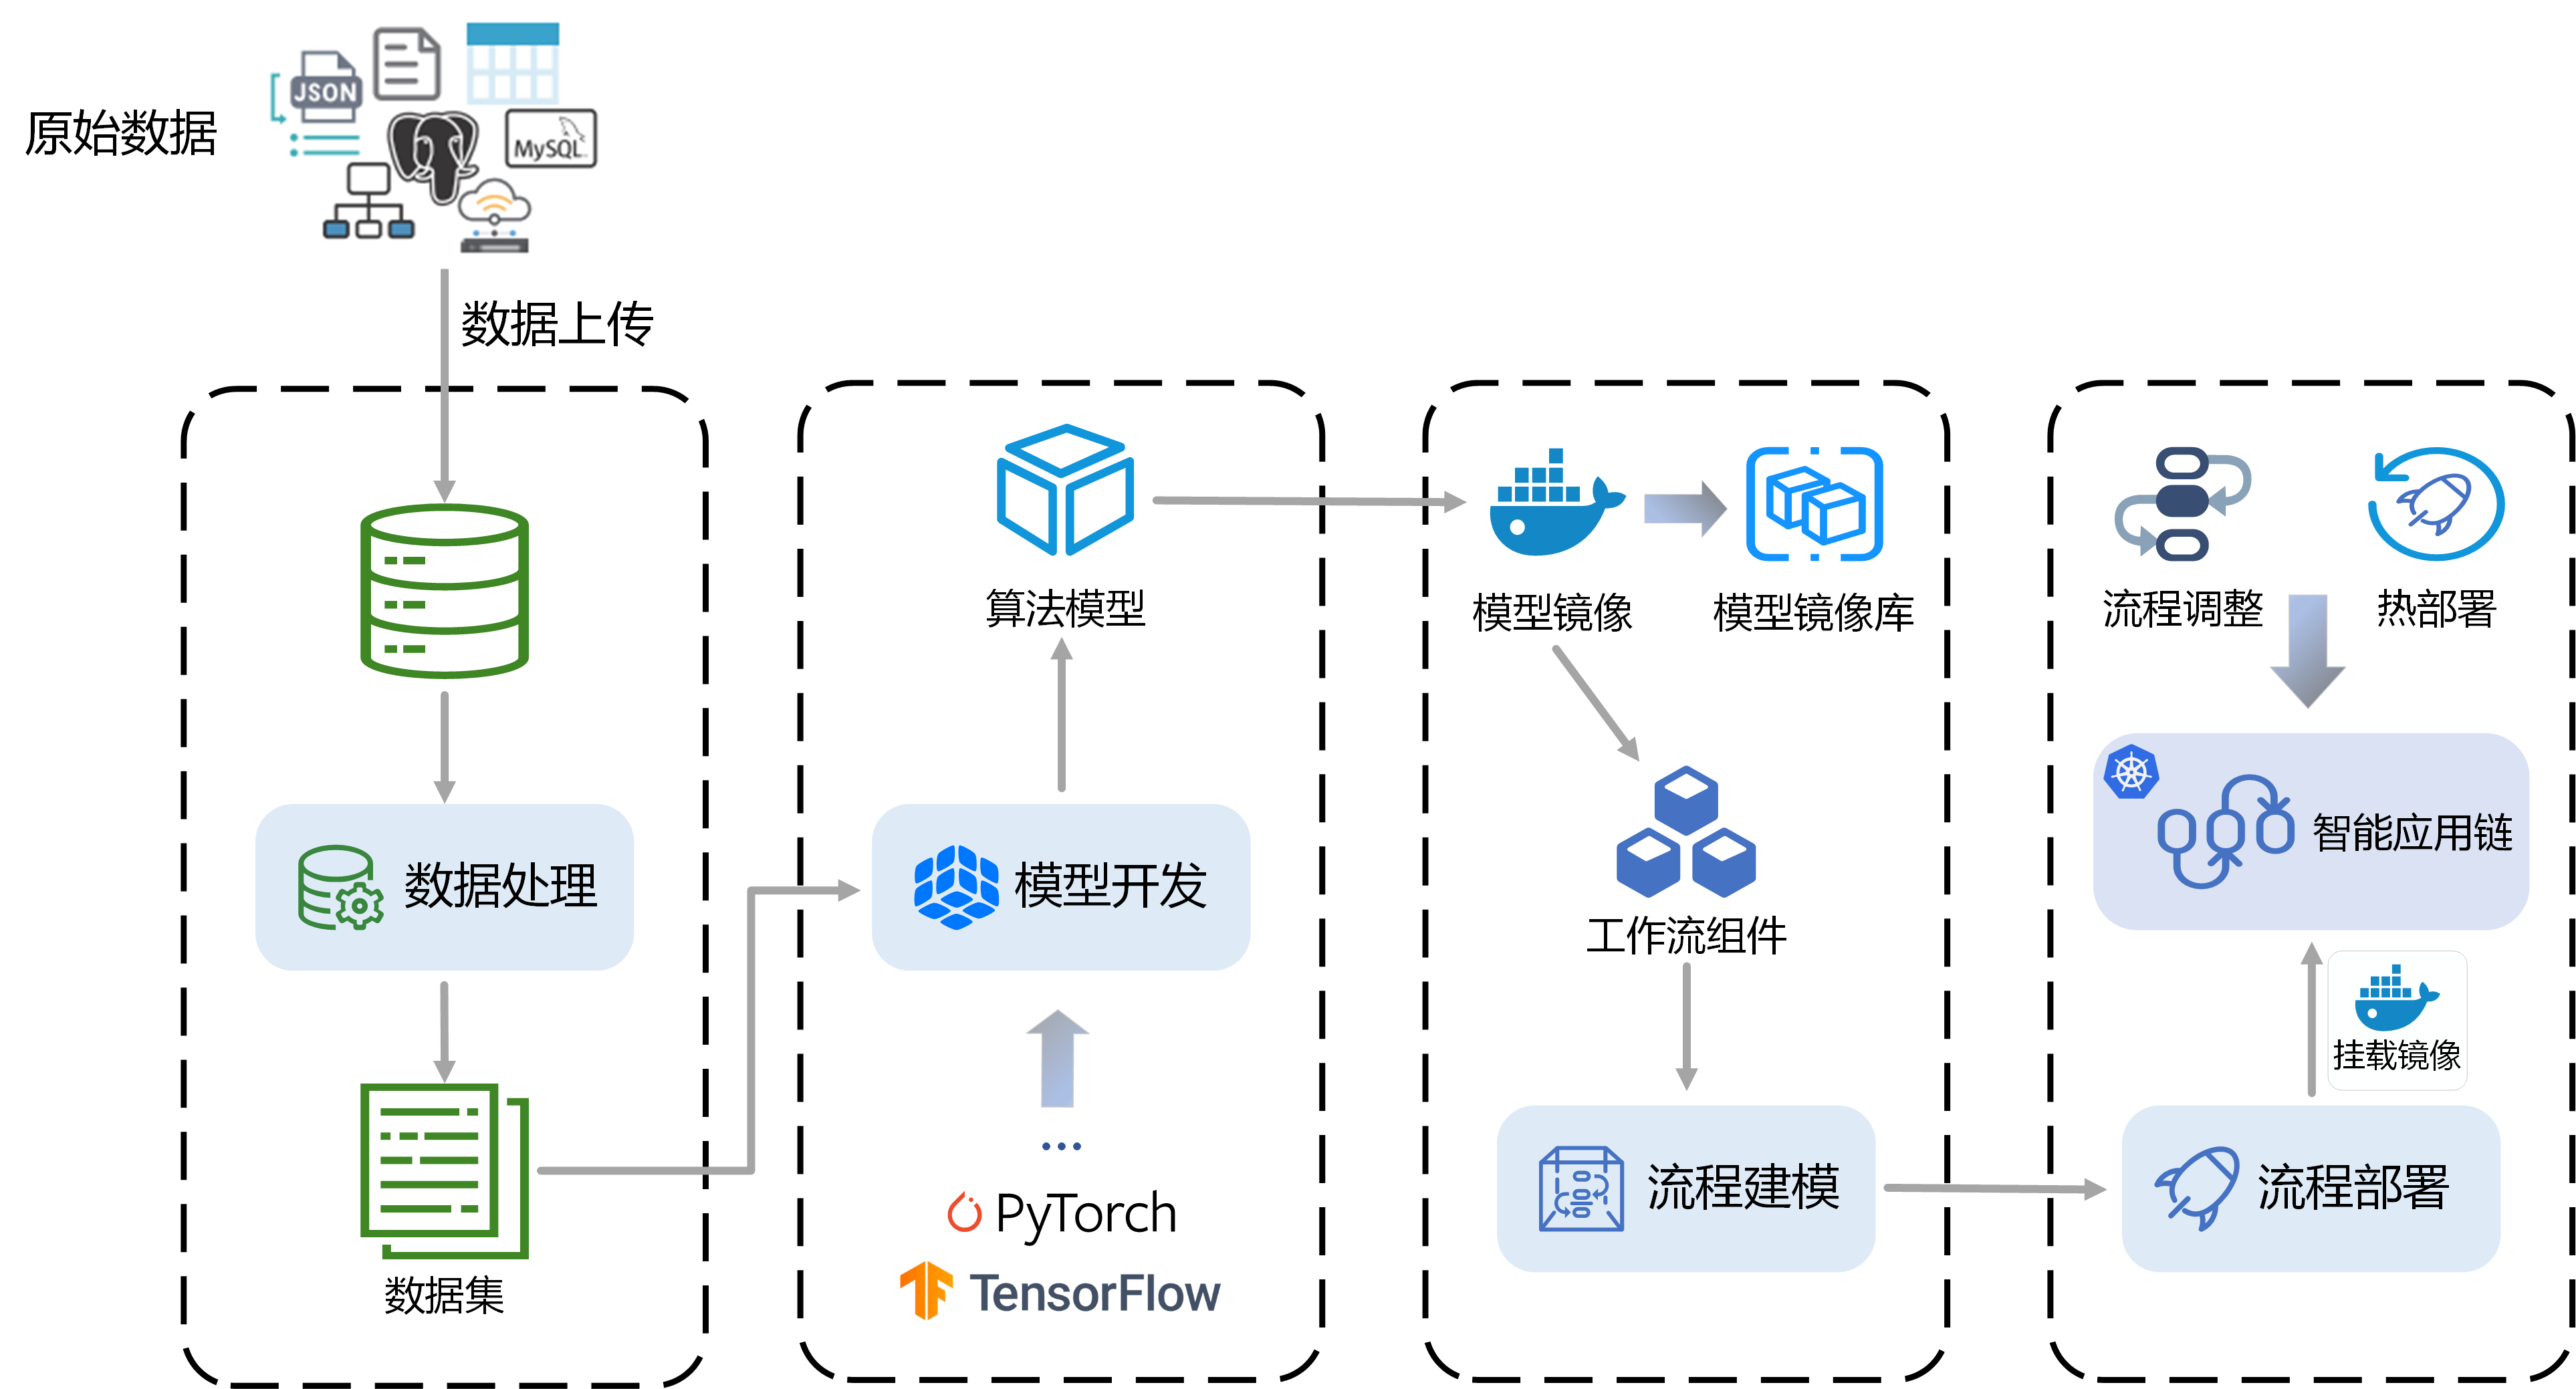 原始数据
JSON
MySQL
数据上传
数据处理
数据集
算法模型
模型开发
...
PyTorch
TensorFlow
模型镜像
模型镜像库
工作流组件
流程建模
流程调整
热部署
智能应用链
挂载镜像
流程部署